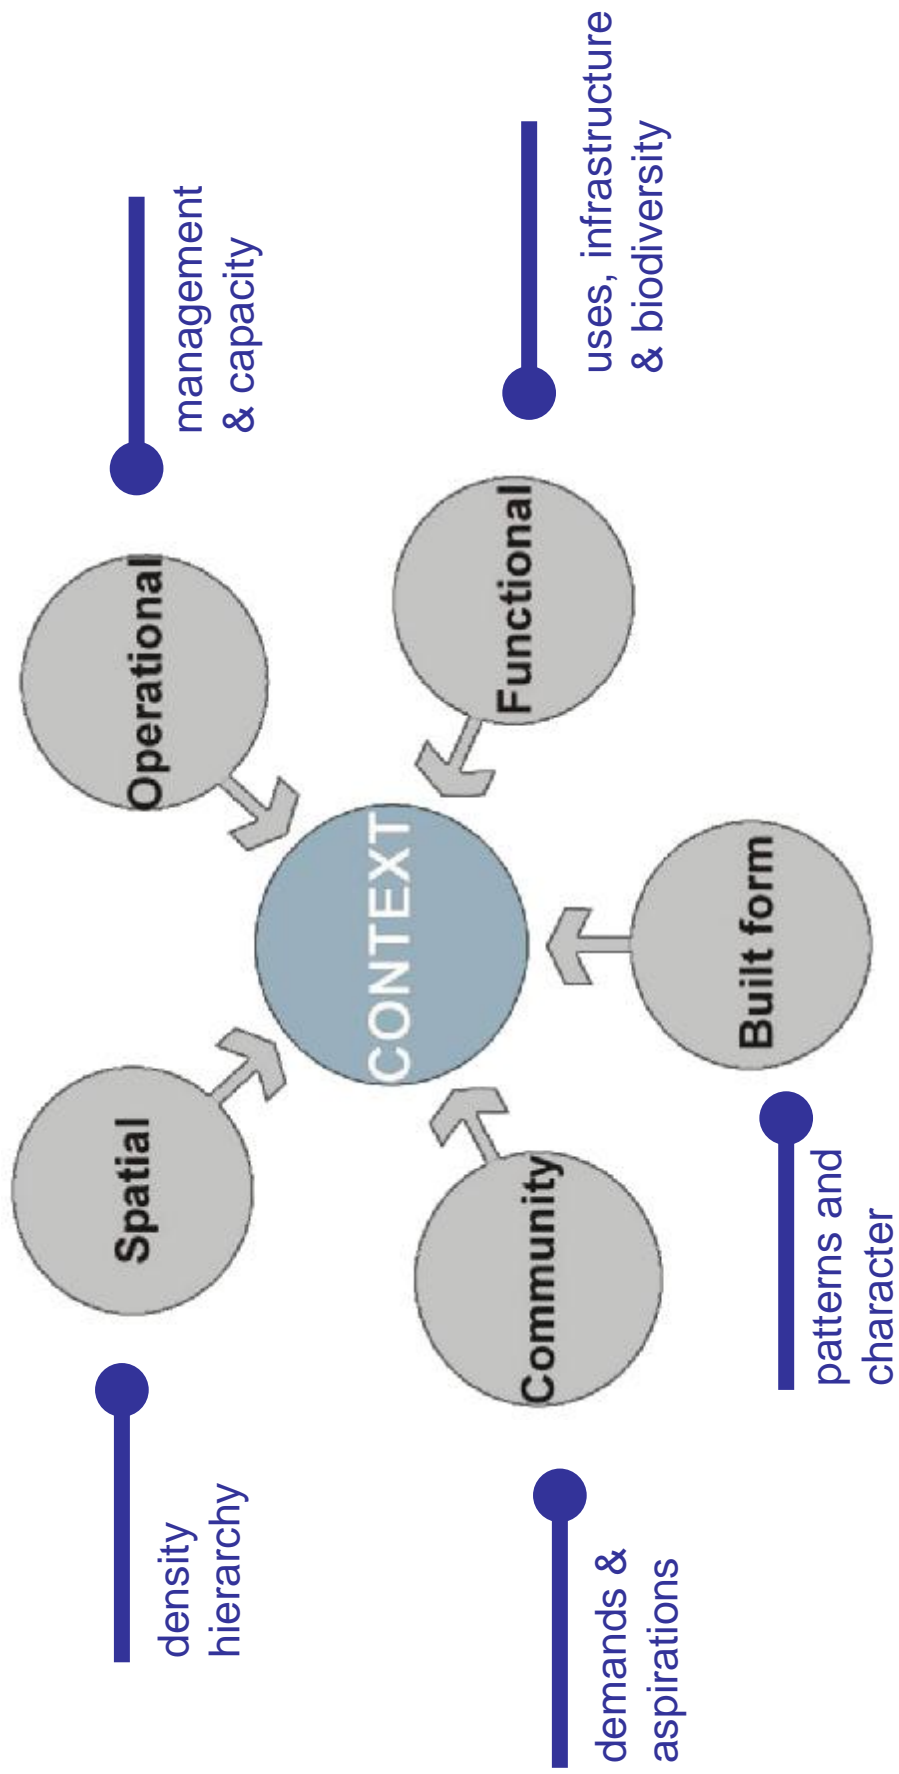 density
hierarchy
Spatial
Operational
management
& capacity
CONTEXT
demands &
aspirations
Community
Functional
uses, infrastructure
& biodiversity
patterns and
character
Built form